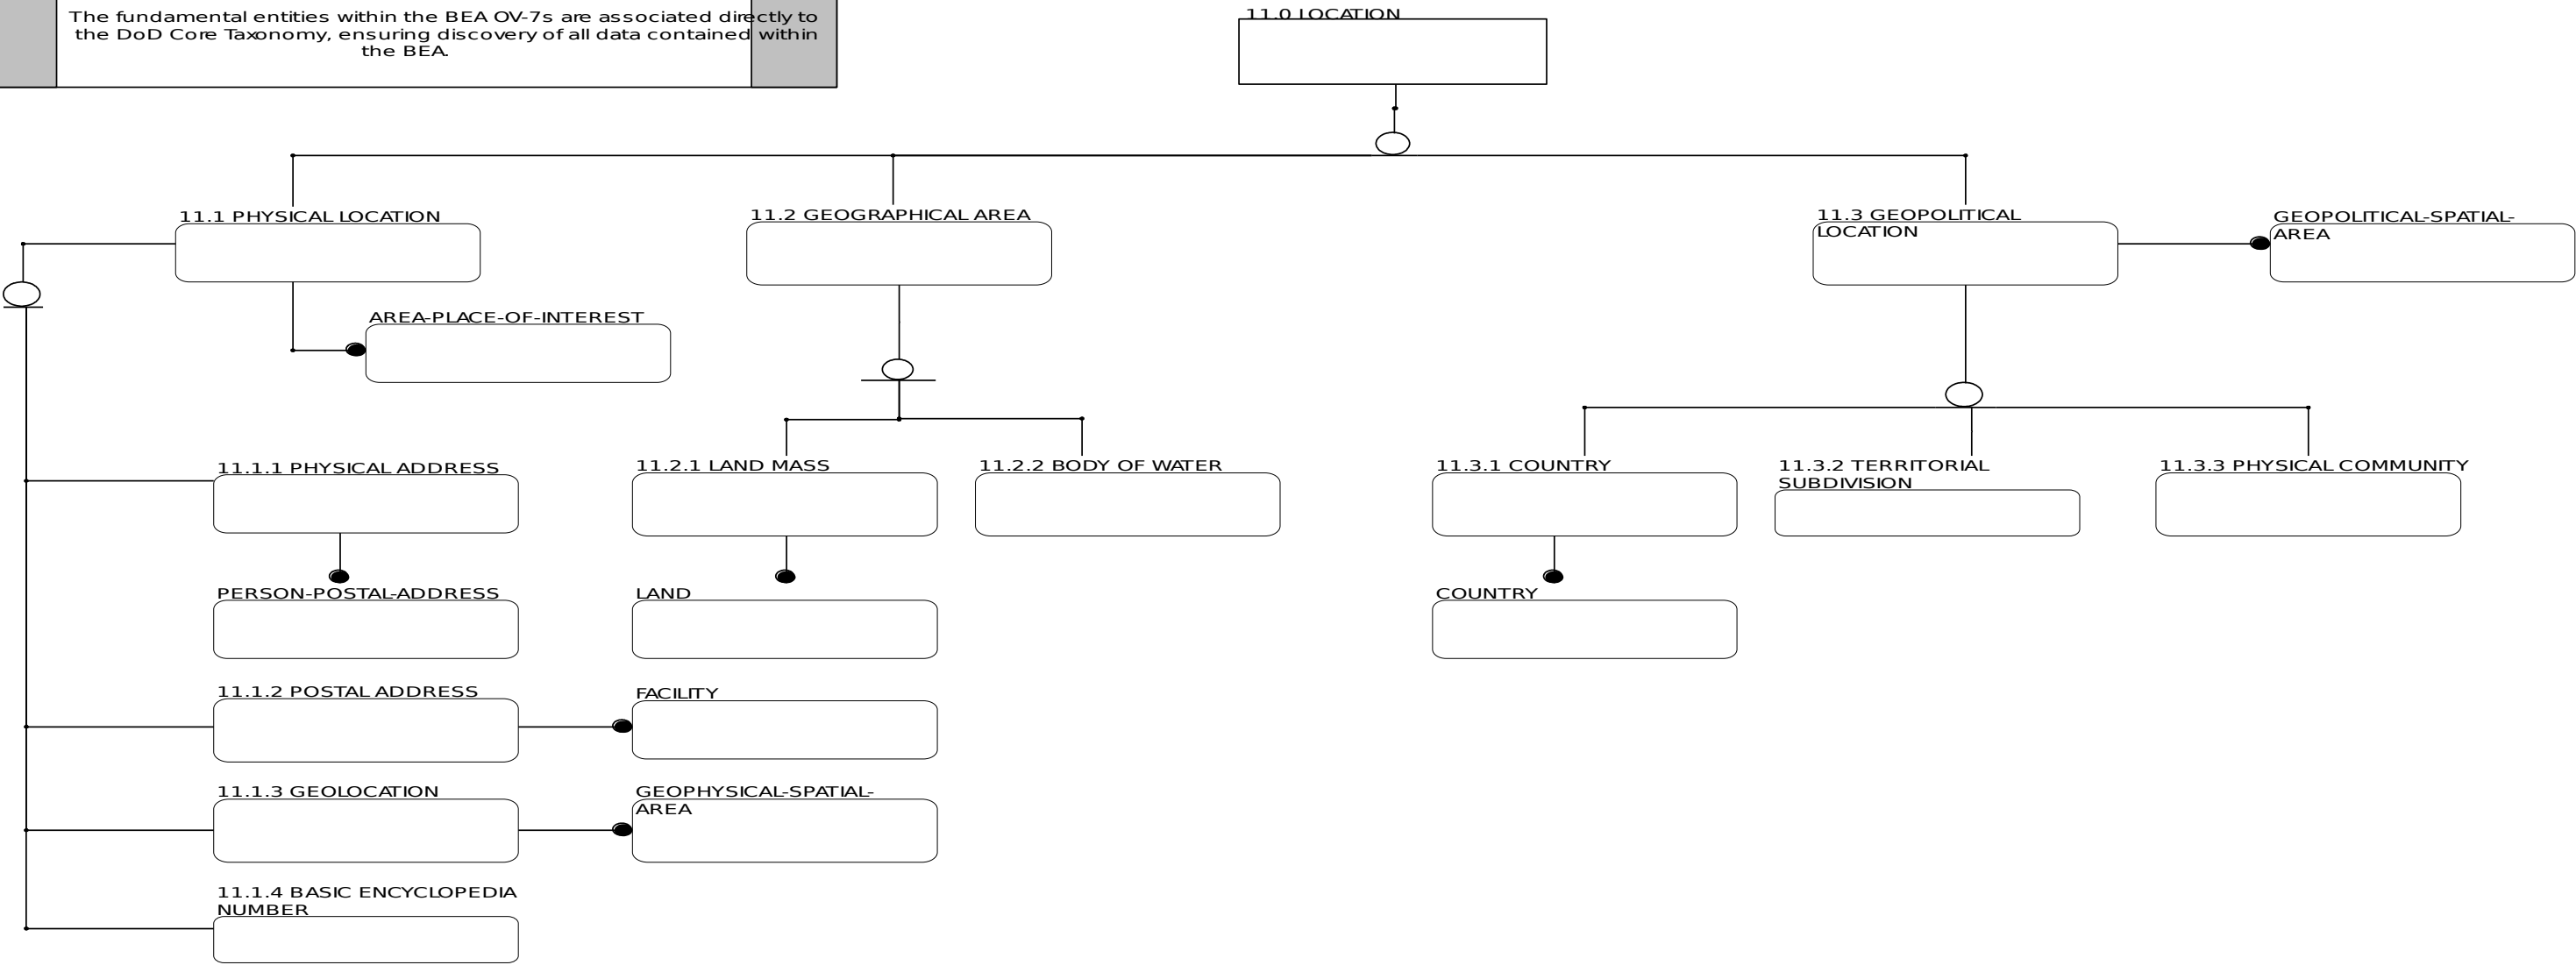 The fundamental entities within the BEA OV-7s are associated directly to
the DoD Core Taxonomy, ensuring discovery of all data contained within
the BEA.
11.0 LOCATION
11.1 PHYSICAL LOCATION
11.2 GEOGRAPHICAL AREA
11.3 GEOPOLITICAL
LOCATION
GEOPOLITICAL-SPATIAL-
AREA
AREA-PLACE-OF-INTEREST
11.1.1 PHYSICAL ADDRESS
11.2.1 LAND MASS
11.2.2 BODY OF WATER
11.3.1 COUNTRY
11.3.2 TERRITORIAL
SUBDIVISION
11.3.3 PHYSICAL COMMUNITY
PERSON-POSTAL-ADDRESS
LAND
COUNTRY
11.1.2 POSTAL ADDRESS
FACILITY
11.1.3 GEOLOCATION
GEOPHYSICAL-SPATIAL-
AREA
11.1.4 BASIC ENCYCLOPEDIA
NUMBER